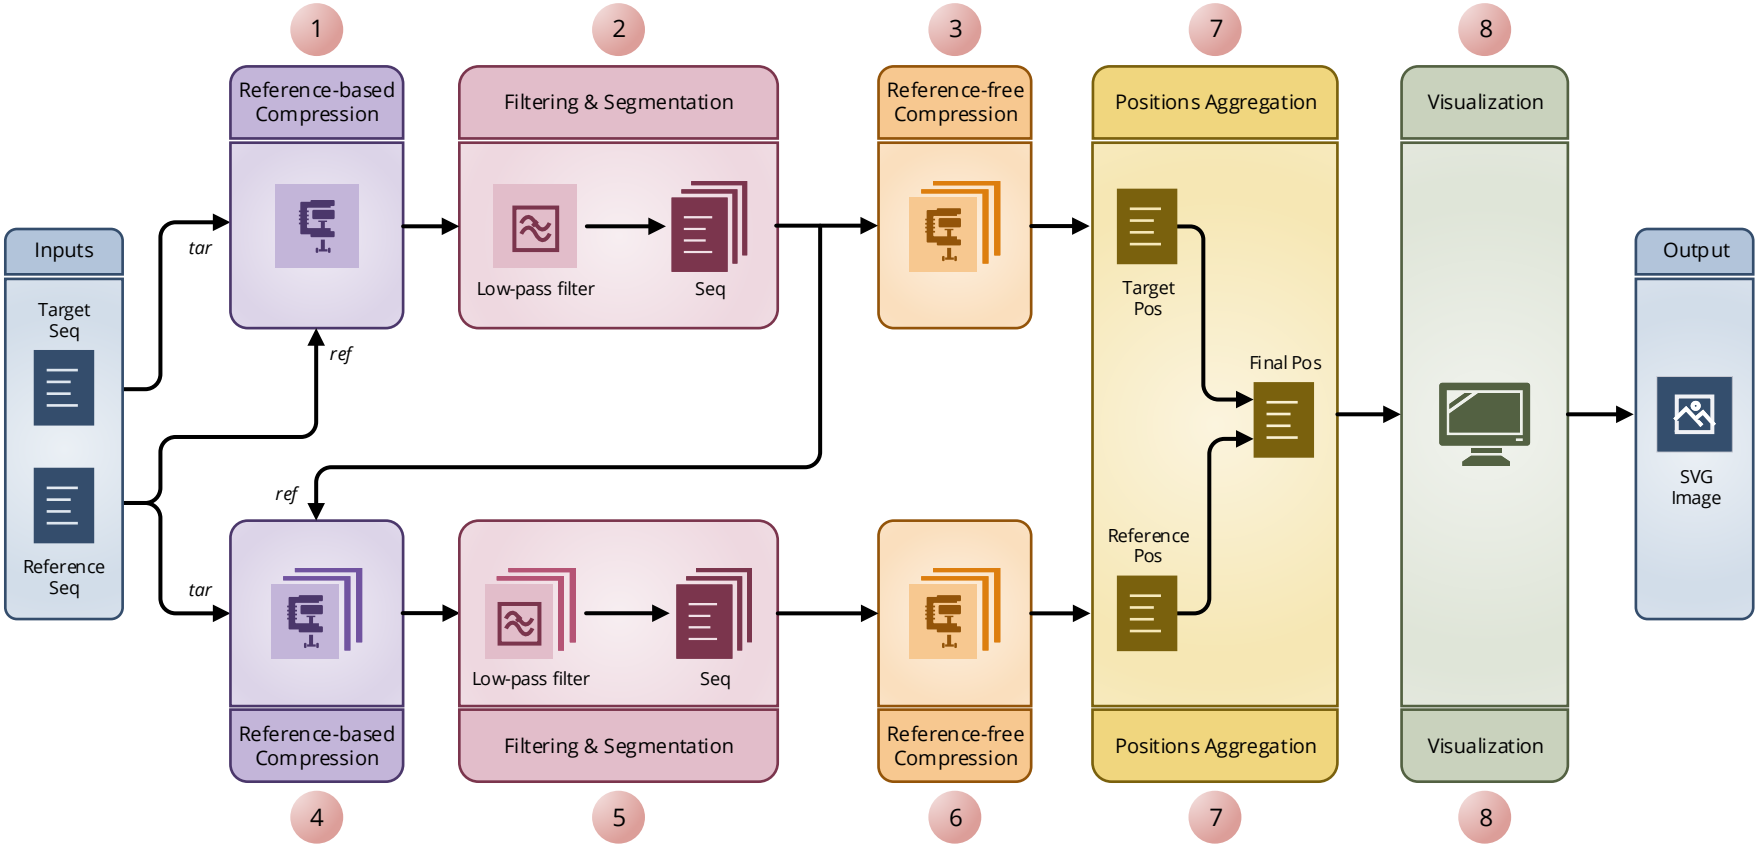 1
2
3
7
8
Reference-based
Compression
Filtering & Segmentation
Reference-free
Compression
Positions Aggregation
Visualization
Inputs
Target
Seq
Reference
Seq
tar
ref
Low-pass filter
Seq
Target
Pos
Final Pos
Reference
Pos
Output
SVG
Image
ref
tar
Low-pass filter
Seq
Reference-based
Compression
Filtering & Segmentation
Reference-free
Compression
Positions Aggregation
Visualization
4
5
6
7
8